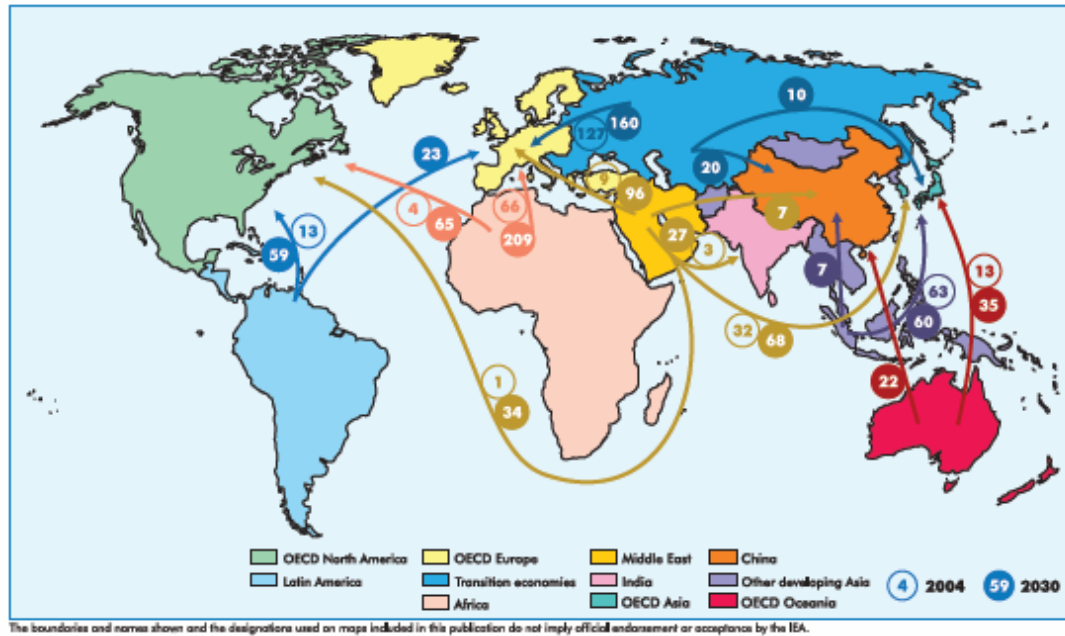 10
160
127
20
23
9
96
7
4
65
66
209
27
3
13
59
7
63
60
13
35
32
68
22
1
34
OECD North America
OECD Europe
Middle East
China
Latin America
Transition economies
India
Other developing Asia
4 2004
59 2030
Africa
OECD Asia
OECD Oceania
The boundaries and names shown and the designations used on maps included in this publication do not imply official endorsement or acceptance by the IEA.